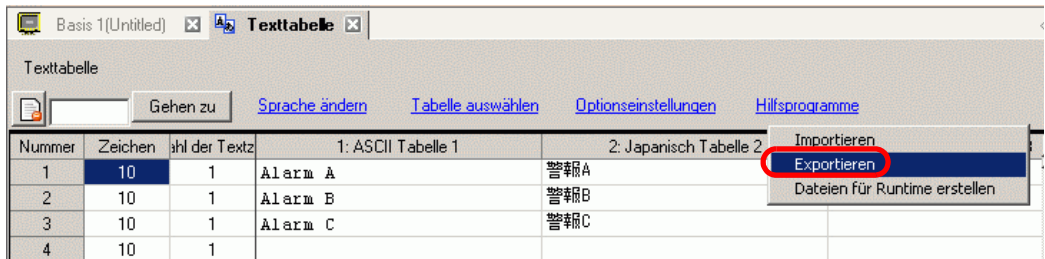 Basis 1(Untitled) Texttabelle
Texttabelle
Gehen zu Sprache ändern Tabelle auswählen Optionseinstellungen Hilfsprogramme
Nummer Zeichen ahl der Textz 1: ASCII Tabelle 1 2: Japanisch Tabelle 2
Importieren
Exportieren
Dateien für Runtime erstellen
1 10 1 Alarm A 警報A
2 10 1 Alarm B 警報B
3 10 1 Alarm C 警報C
4 10 1